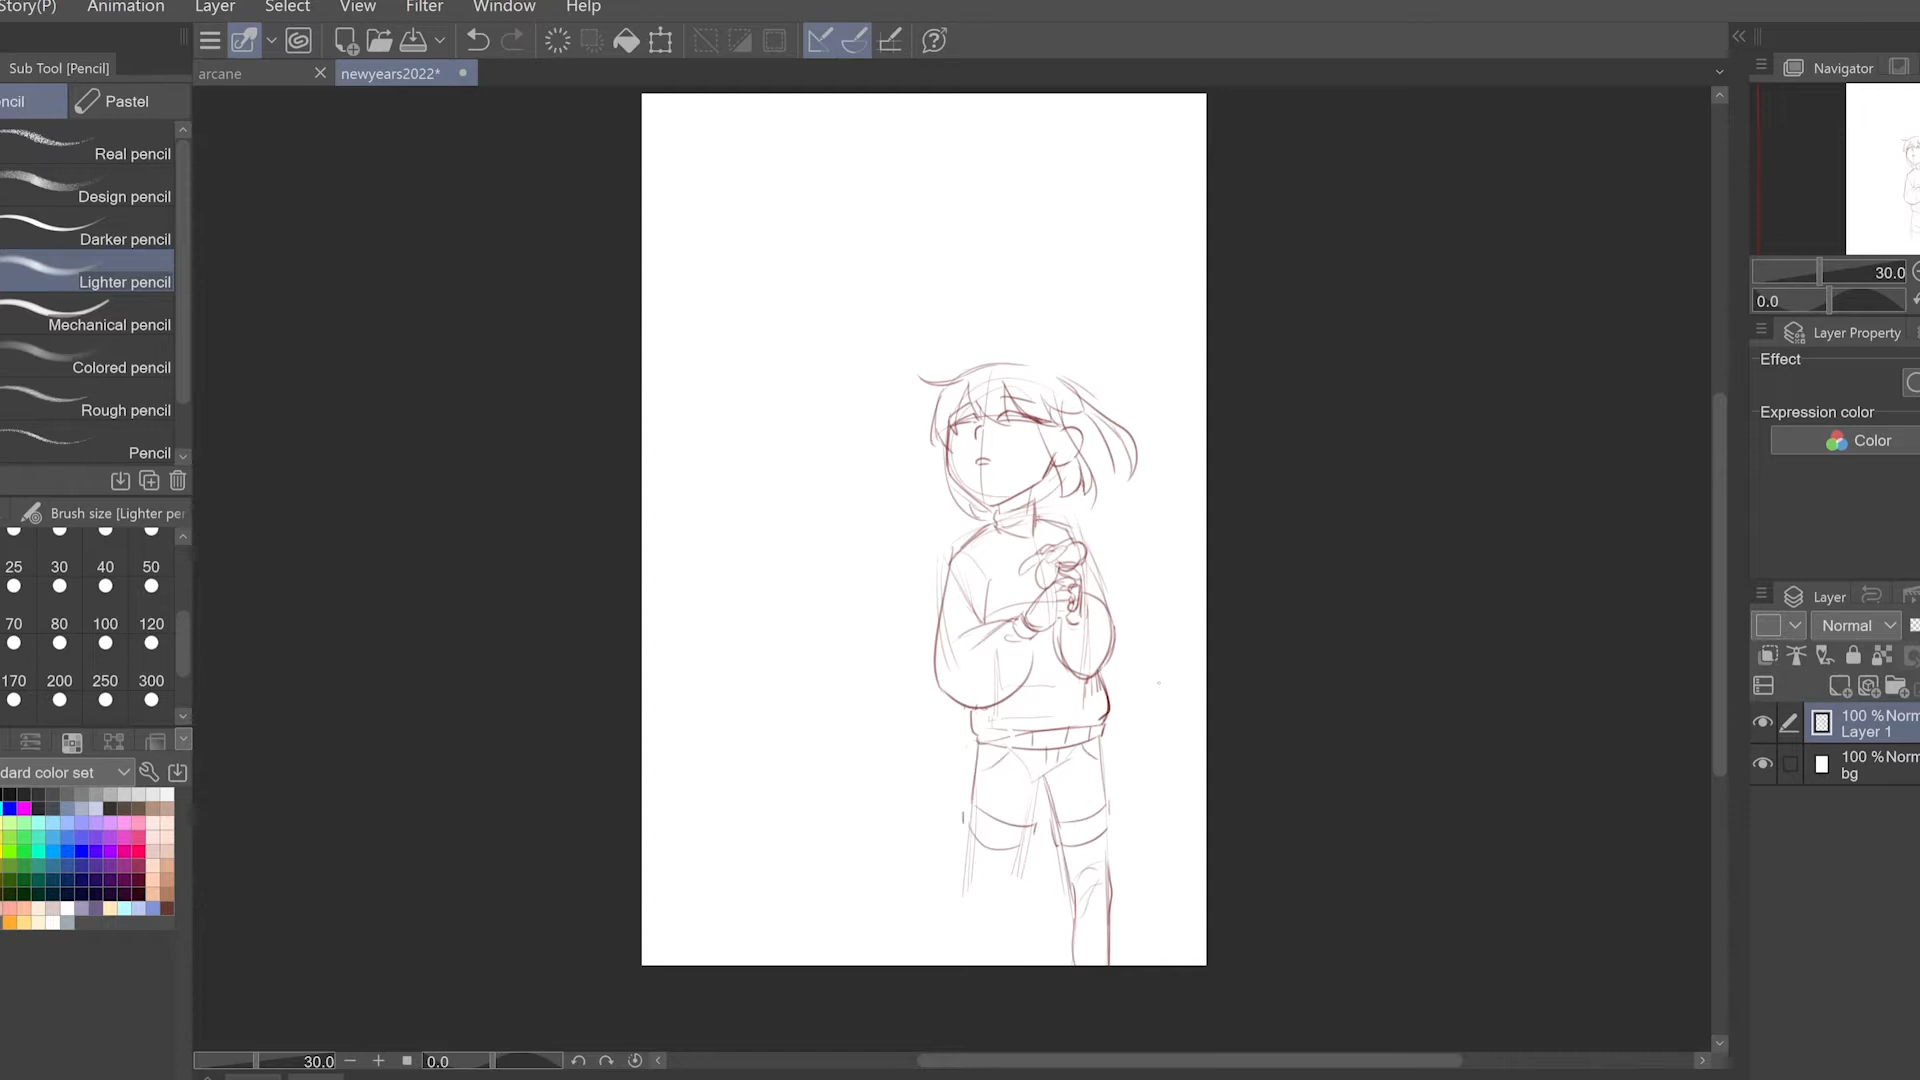 Story(P) Animation Layer Select View Filter Window Help
Sub Tool [Pencil]
arcane newyears2022*
Navigator
Pastel
Real pencil
Design pencil
Darker pencil
Lighter pencil
Mechanical pencil
Colored pencil
Rough pencil
Pencil
Brush size [Lighter per
25 30 40 50
70 80 100 120
170 200 250 300
dard color set
30.0
0.0
Layer Property
Effect
Expression color
Color
Layer
Normal
100 %Norm
Layer 1
100 %Norm
bg
30.0 0.0